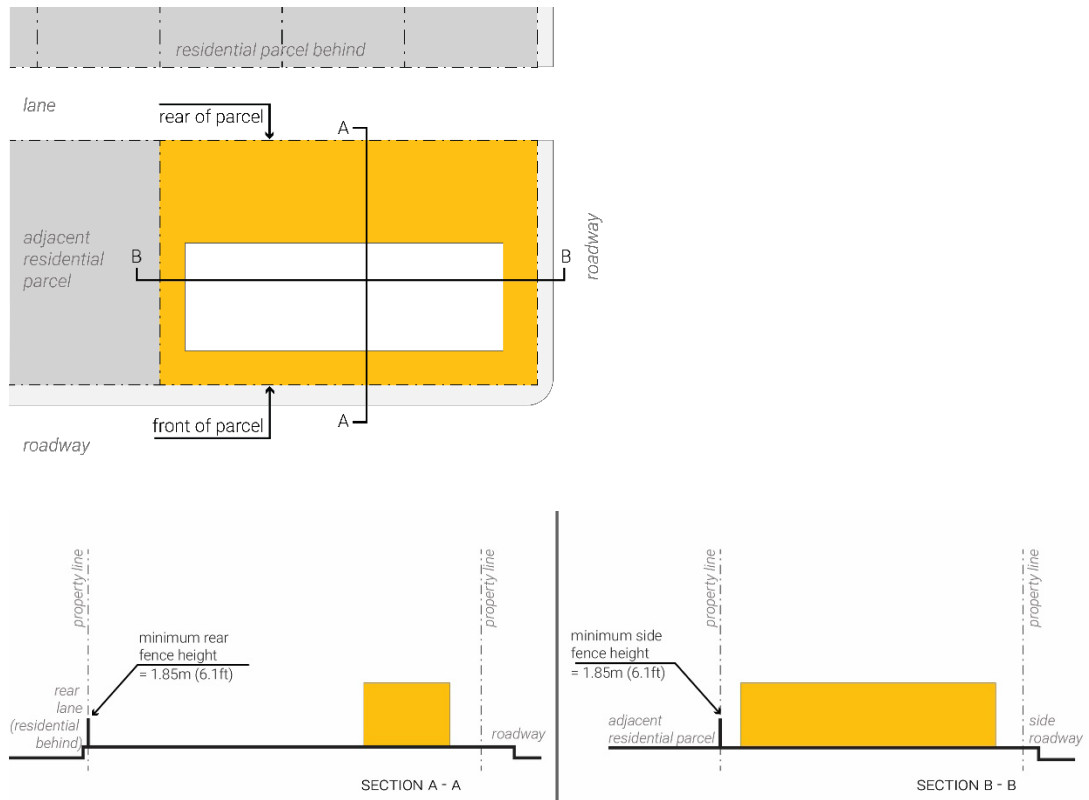 residential parcel behind
lane
rear of parcel
A
adjacent
residential
parcel
B
B
roadway
front of parcel
A
roadway
property line
property line
minimum rear
fence height
= 1.85m (6.1ft)
rear
lane
(residential
behind)
roadway
SECTION A - A
property line
property line
minimum side
fence height
= 1.85m (6.1ft)
adjacent
residential parcel
side
roadway
SECTION B - B